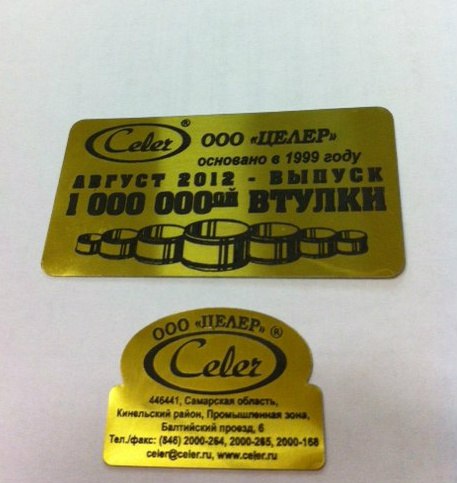 Celer® ООО «ЦЕЛЕР»
основано в 1999 году
АВГУСТ 2012 - ВЫПУСК
1 000 000ОЙ ВТУЛКИ
ООО «ЦЕЛЕР» ®
Celer
446441, Самарская область,
Кинельский район, Промышленная зона,
Балтийский проезд, 6
Тел./факс: (846) 2000-264, 2000-265, 2000-168
celer@celer.ru, www.celer.ru